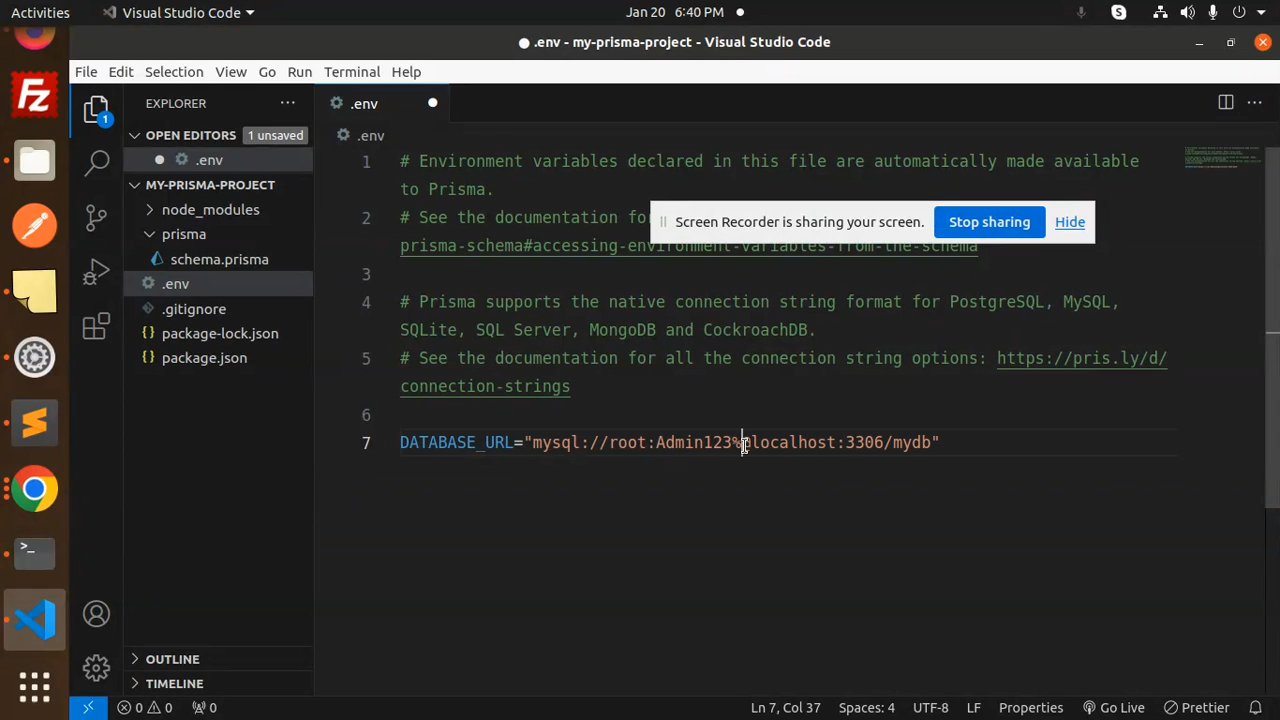 Activities
Visual Studio Code
Jan 20 6:40 PM
.env - my-prisma-project - Visual Studio Code
File Edit Selection View Go Run Terminal Help
EXPLORER
OPEN EDITORS 1 unsaved
.env
MY-PRISMA-PROJECT
node_modules
prisma
schema.prisma
.env
.gitignore
package-lock.json
package.json
OUTLINE
TIMELINE
1
.env
.env
1 # Environment variables declared in this file are automatically made available
to Prisma.
2 # See the documentation for
prisma-schema#accessing-environment-variables-from-the-schema
3
4 # Prisma supports the native connection string format for PostgreSQL, MySQL,
SQLite, SQL Server, MongoDB and CockroachDB.
5 # See the documentation for all the connection string options: https://pris.ly/d/
connection-strings
6
7 DATABASE_URL="mysql://root:Admin123%@localhost:3306/mydb"
Screen Recorder is sharing your screen.
Stop sharing
Hide
0 0 0
Ln 7, Col 37 Spaces: 4 UTF-8 LF Properties Go Live Prettier